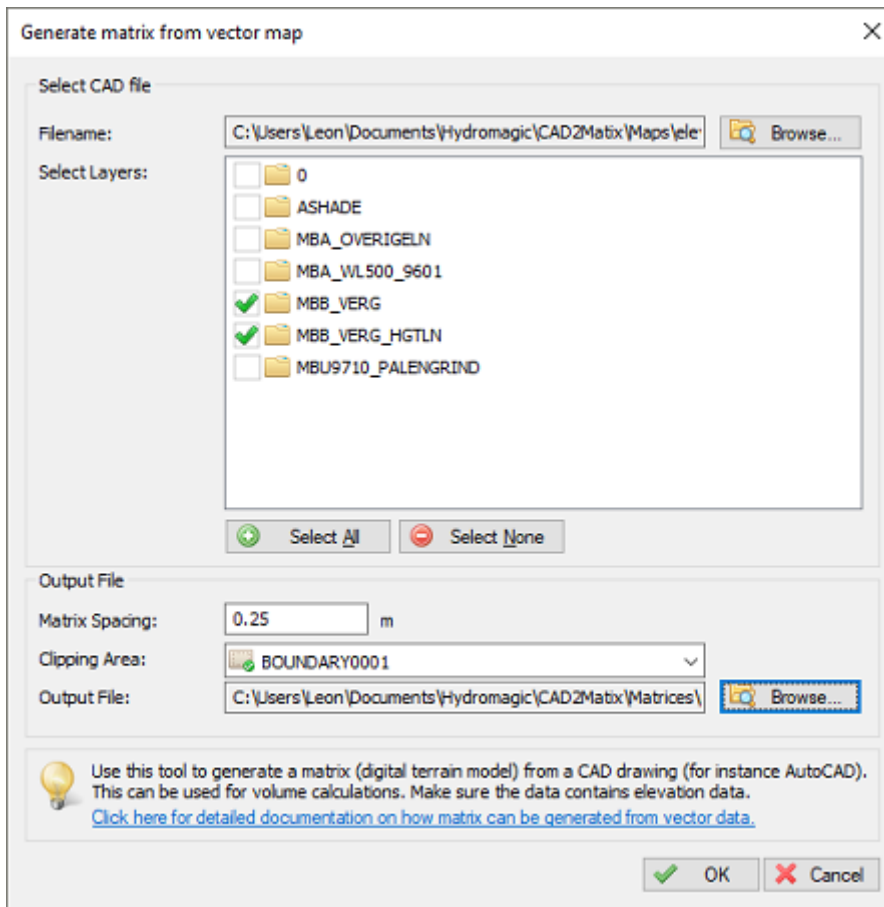 Generate matrix from vector map
Select CAD file
Filename: C:\Users\Leon\Documents\Hydromagic\CAD2Matix\Maps\ele Browse...
Select Layers:
0
ASHADE
MBA_OVERIGELN
MBA_WL500_9601
MBB_VERG
MBB_VERG_HGTLN
MBU9710_PALENGRIND
Select All Select None
Output File
Matrix Spacing: 0.25 m
Clipping Area: BOUNDARY0001
Output File: C:\Users\Leon\Documents\Hydromagic\CAD2Matix\Matrices\ Browse...
Use this tool to generate a matrix (digital terrain model) from a CAD drawing (for instance AutoCAD).
This can be used for volume calculations. Make sure the data contains elevation data.
Click here for detailed documentation on how matrix can be generated from vector data.
OK Cancel